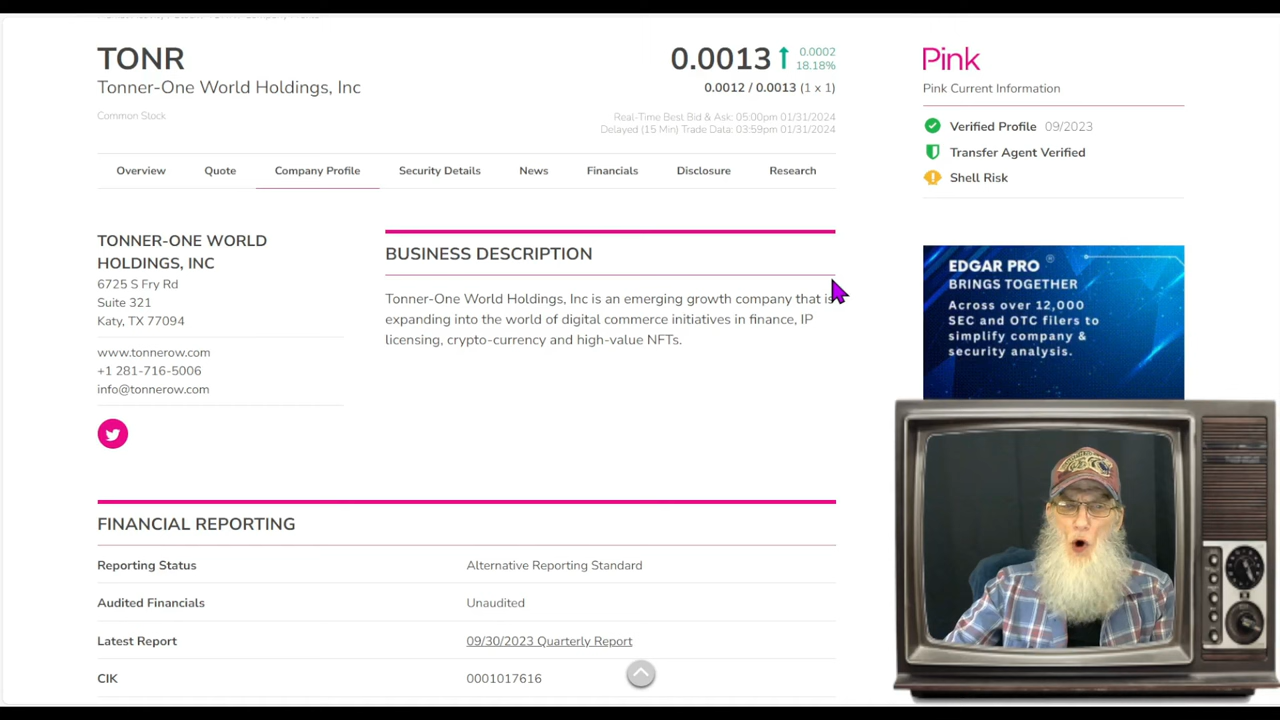 TONR
Tonner-One World Holdings, Inc
Common Stock
0.0013
0.0002
18.18%
0.0012 / 0.0013 (1 x 1)
Real-Time Best Bid & Ask: 05:00pm 01/31/2024
Delayed (15 Min) Trade Data: 03:59pm 01/31/2024
Pink
Pink Current Information
Verified Profile 09/2023
Transfer Agent Verified
Shell Risk
Overview Quote Company Profile Security Details News Financials Disclosure Research
TONNER-ONE WORLD
HOLDINGS, INC
6725 S Fry Rd
Suite 321
Katy, TX 77094
www.tonnerow.com
+1 281-716-5006
info@tonnerow.com
BUSINESS DESCRIPTION
Tonner-One World Holdings, Inc is an emerging growth company that is
expanding into the world of digital commerce initiatives in finance, IP
licensing, crypto-currency and high-value NFTs.
EDGAR PRO ®
BRINGS TOGETHER
Across over 12,000
SEC and OTC filers to
simplify company &
security analysis.
FINANCIAL REPORTING
Reporting Status Alternative Reporting Standard
Audited Financials Unaudited
Latest Report 09/30/2023 Quarterly Report
CIK 0001017616